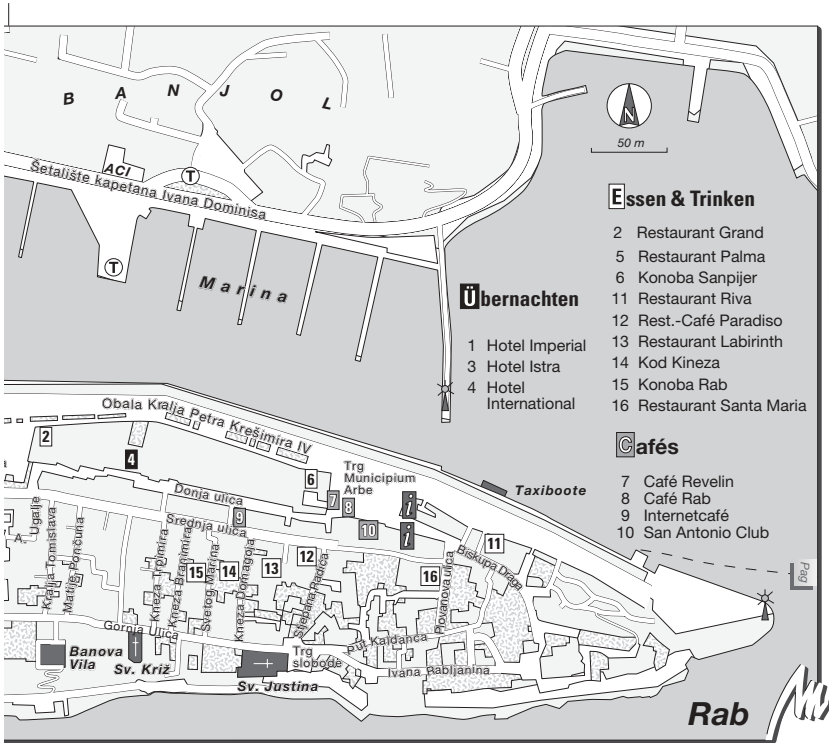 B A N J O L
N
50 m
ACI
T
Šetalište kapetana Ivana Dominisa
T
Marina
Essen & Trinken
2 Restaurant Grand
5 Restaurant Palma
6 Konoba Sanpijer
11 Restaurant Riva
12 Rest.-Café Paradiso
13 Restaurant Labirinth
14 Kod Kineza
15 Konoba Rab
16 Restaurant Santa Maria
Übernachten
1 Hotel Imperial
3 Hotel Istra
4 Hotel
International
Cafés
7 Café Revelin
8 Café Rab
9 Internetcafé
10 San Antonio Club
Obala Kralja Petra Krešimira IV
2
4
6
Trg
Municipium
Arbe
7
8
i
Taxiboote
Donja ulica
9
Srednja ulica
10
i
11
Biskupa Draga
A. Ugalje
Kralja Tomislava
Matije Pončuna
Kneza Trpimira
Kneza Branimira
15
Svetog Marina
14
Kneza Domagoja
13
12
Stjepana Radića
16
Plovanova ulica
Pag
Gornja Ulica
Banova
Vila
Sv. Križ
Sv. Justina
Trg
slobode
Put Kaldanca
Ivana Rabljanina
Rab